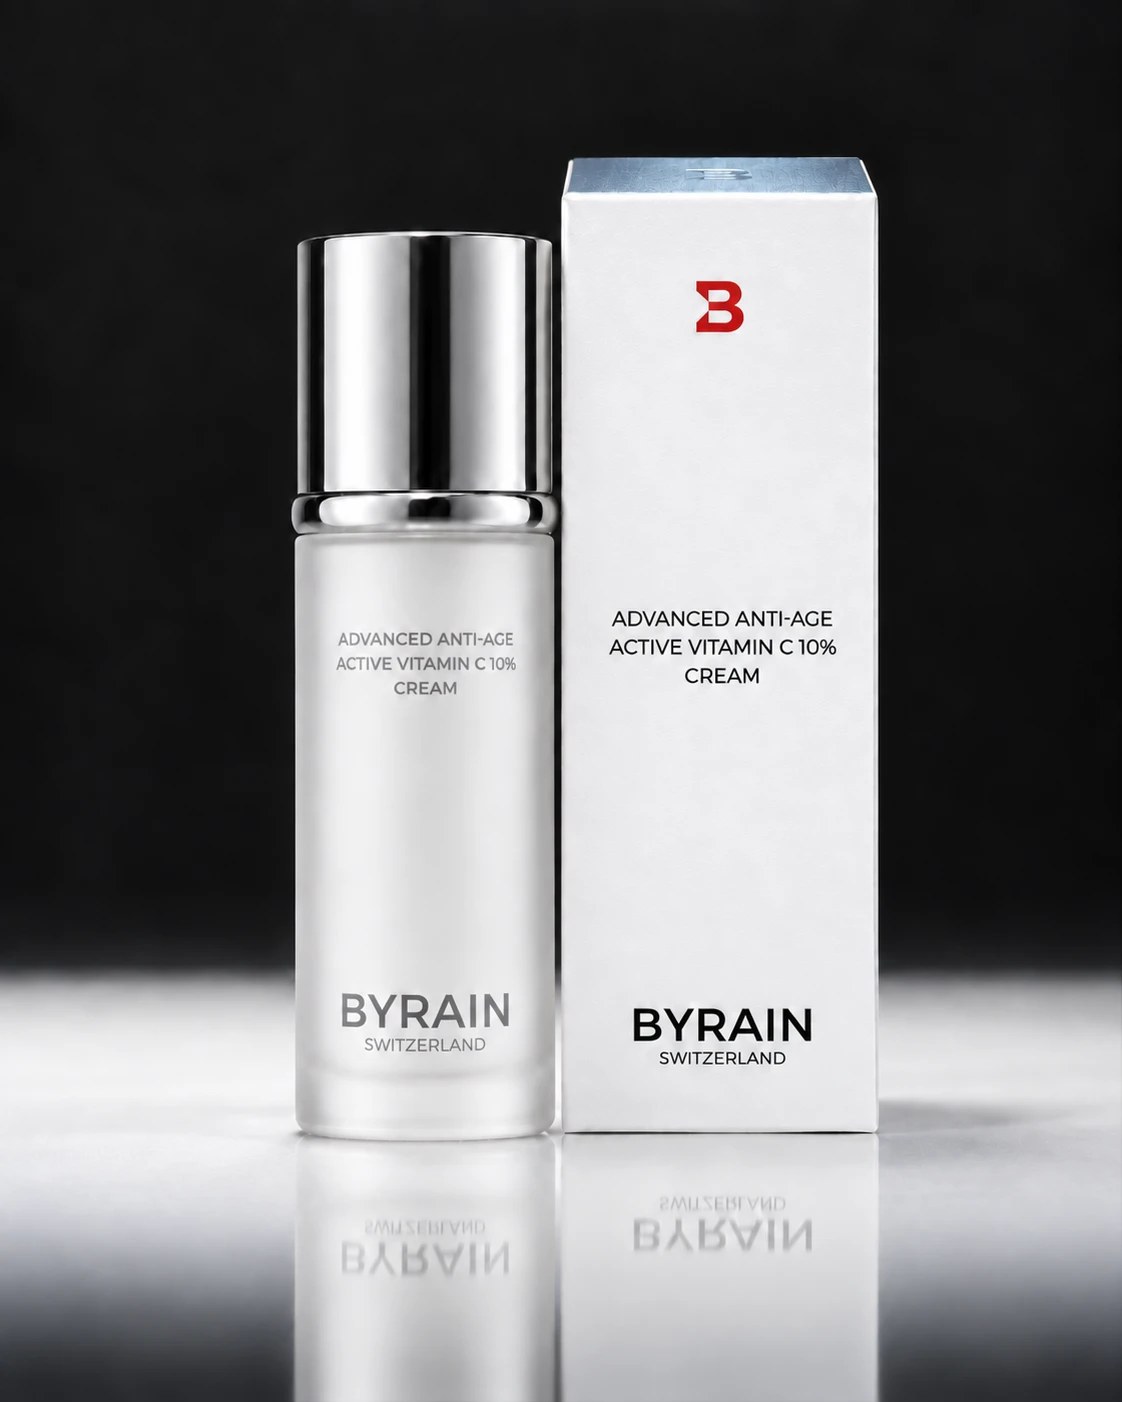 ADVANCED ANTI-AGE
ACTIVE VITAMIN C 10%
CREAM
BYRAIN
SWITZERLAND
B
B
ADVANCED ANTI-AGE
ACTIVE VITAMIN C 10%
CREAM
BYRAIN
SWITZERLAND